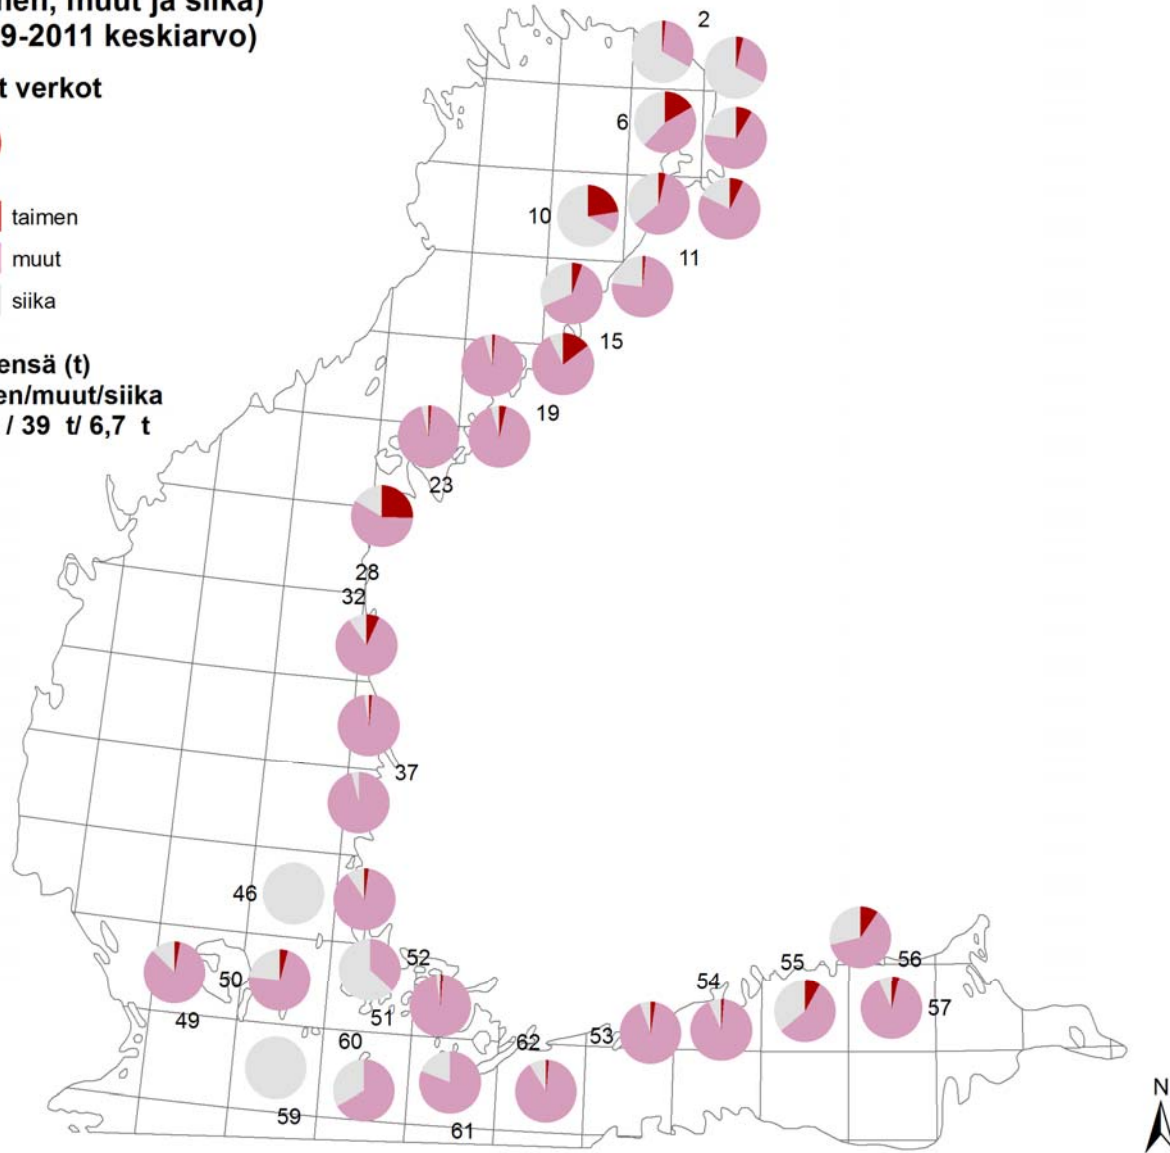 nen, muut ja siika)
9-2011 keskiarvo)
t verkot
taimen
muut
siika
ensä (t)
en/muut/siika
/ 39 t/ 6,7 t
2
6
10
11
15
19
23
28
32
37
46
52
50
49
51
55
56
54
57
53
62
60
59
61
N